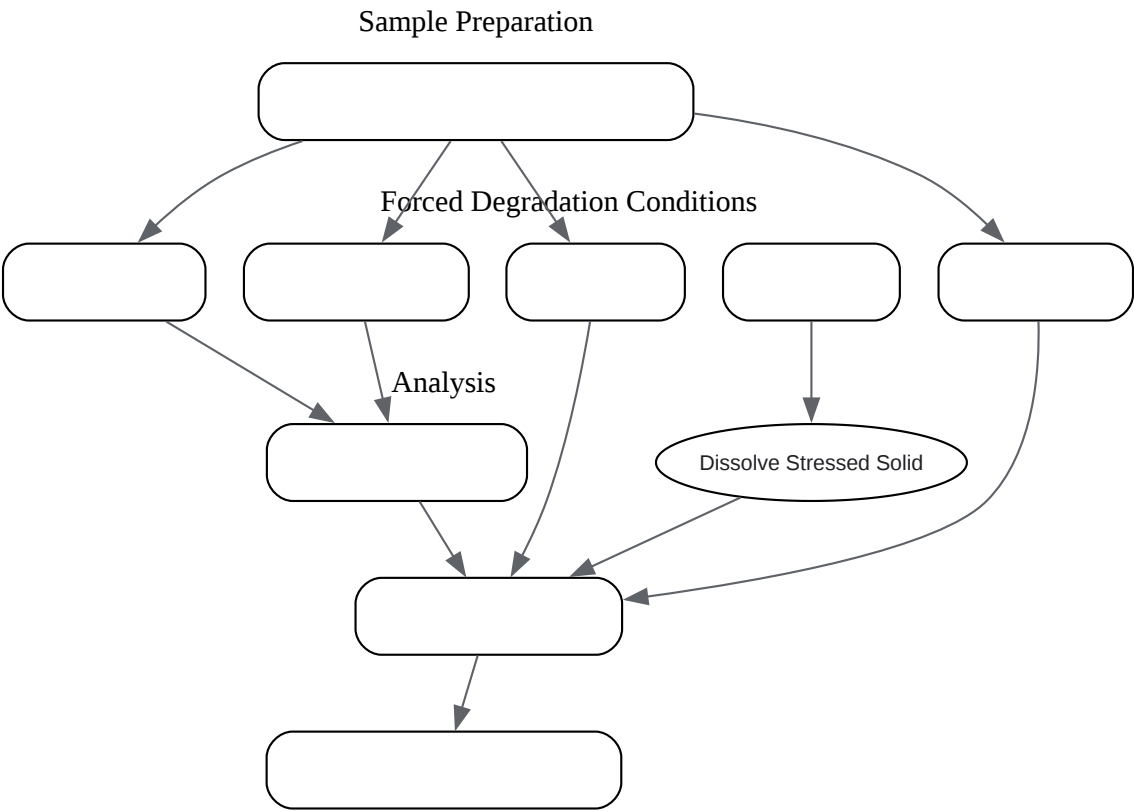 Sample Preparation
Forced Degradation Conditions
Analysis
Dissolve Stressed Solid